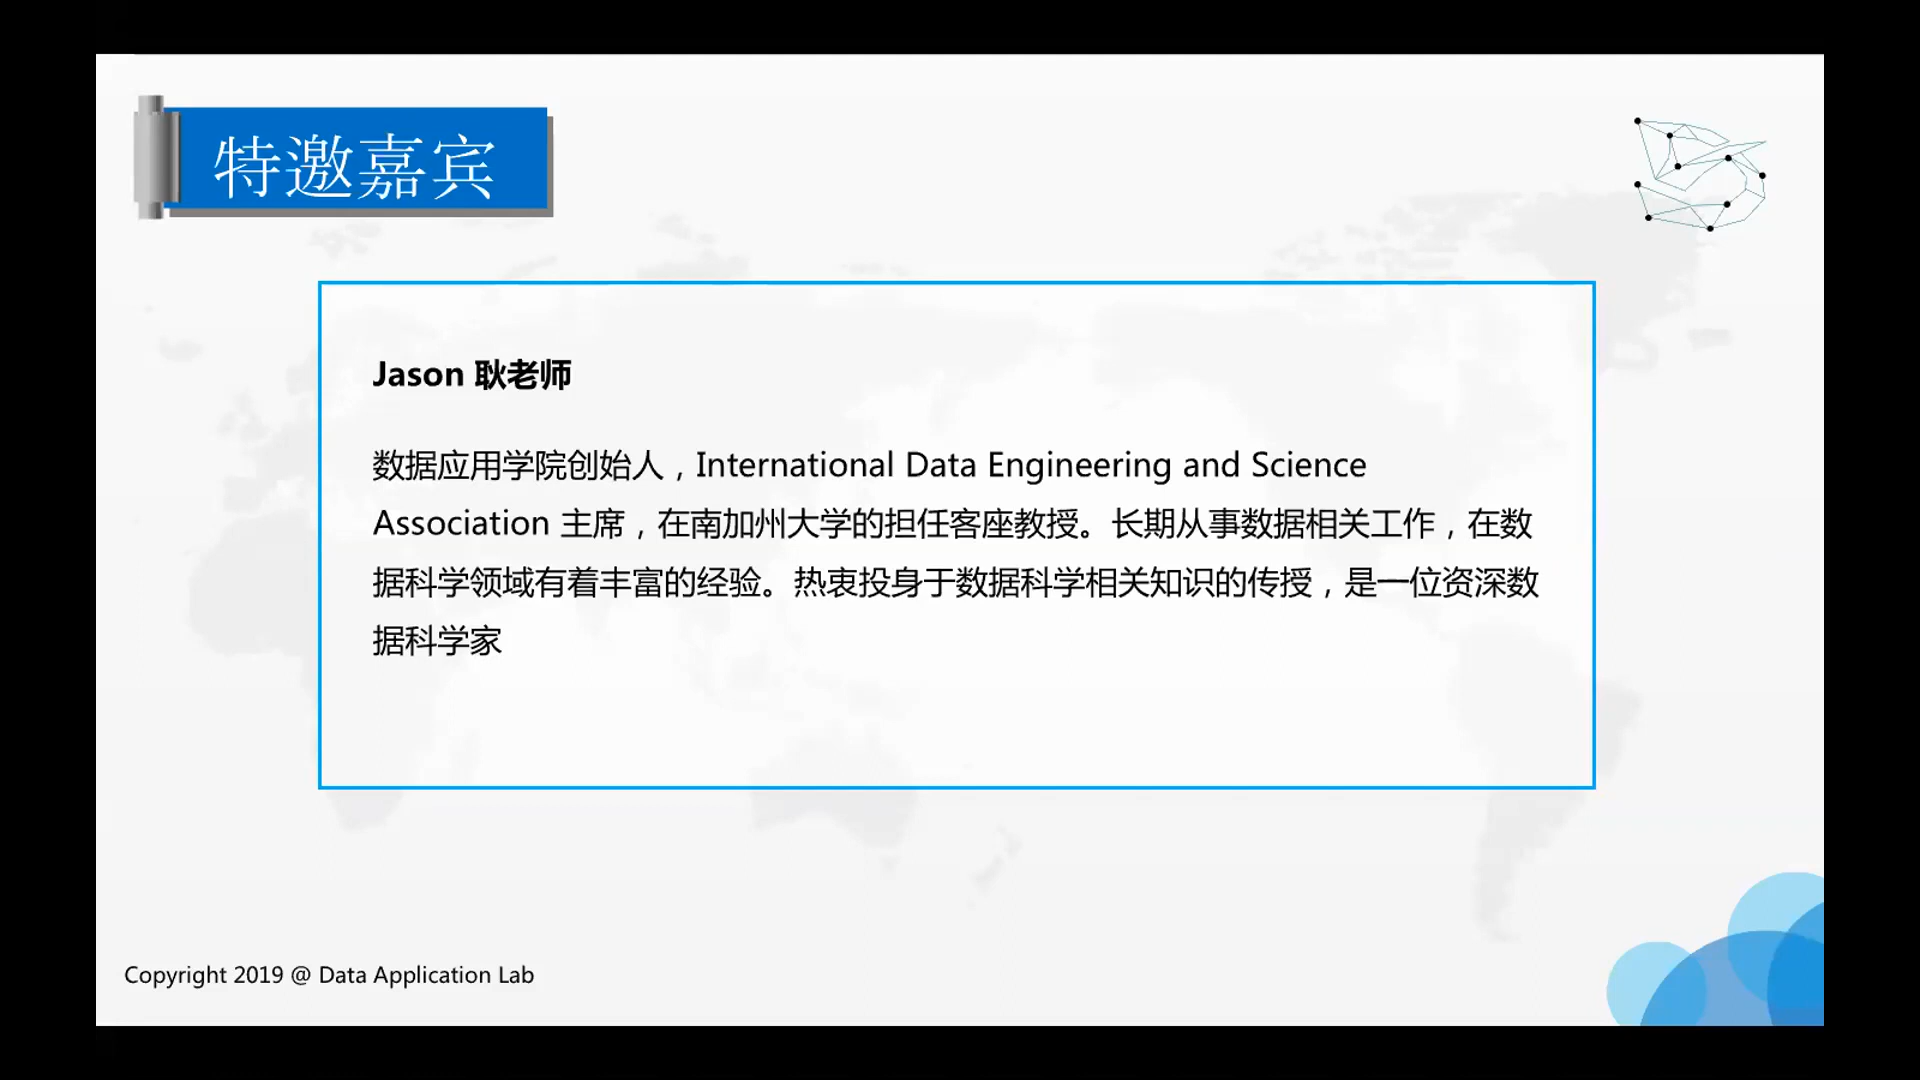 特邀嘉宾
Jason 耿老师
数据应用学院创始人，International Data Engineering and Science
Association 主席，在南加州大学的担任客座教授。长期从事数据相关工作，在数
据科学领域有着丰富的经验。热衷投身于数据科学相关知识的传授，是一位资深数
据科学家
Copyright 2019 @ Data Application Lab